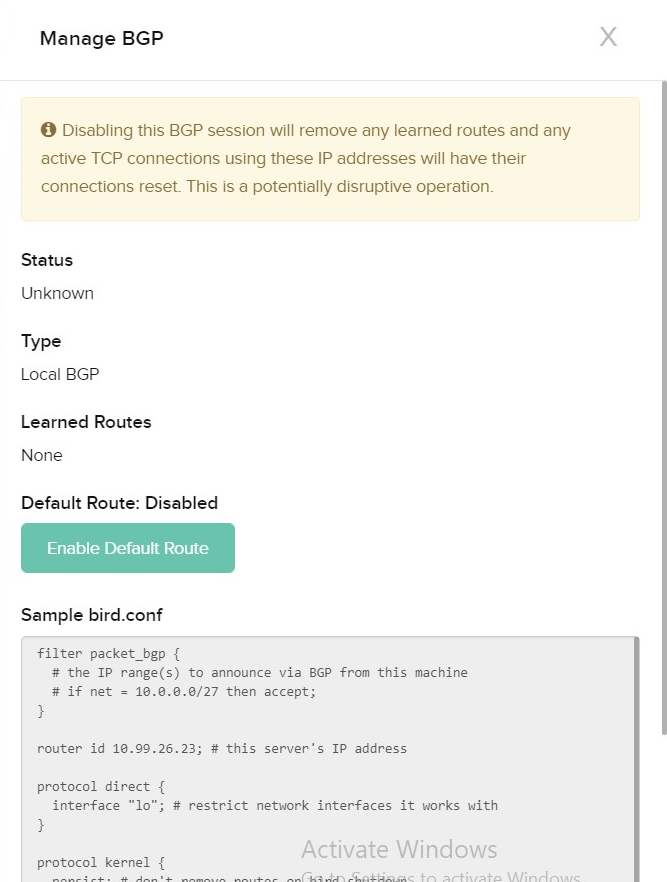 Manage BGP
X
Disabling this BGP session will remove any learned routes and any
active TCP connections using these IP addresses will have their
connections reset. This is a potentially disruptive operation.
Status
Unknown
Type
Local BGP
Learned Routes
None
Default Route: Disabled
Enable Default Route
Sample bird.conf
filter packet_bgp {
# the IP range(s) to announce via BGP from this machine
# if net = 10.0.0.0/27 then accept;
}
router id 10.99.26.23; # this server's IP address
protocol direct {
interface "lo"; # restrict network interfaces it works with
}
protocol kernel {
persist; # don't remove routes on bird shutdown
Activate Windows
Go to Settings to activate Windows.